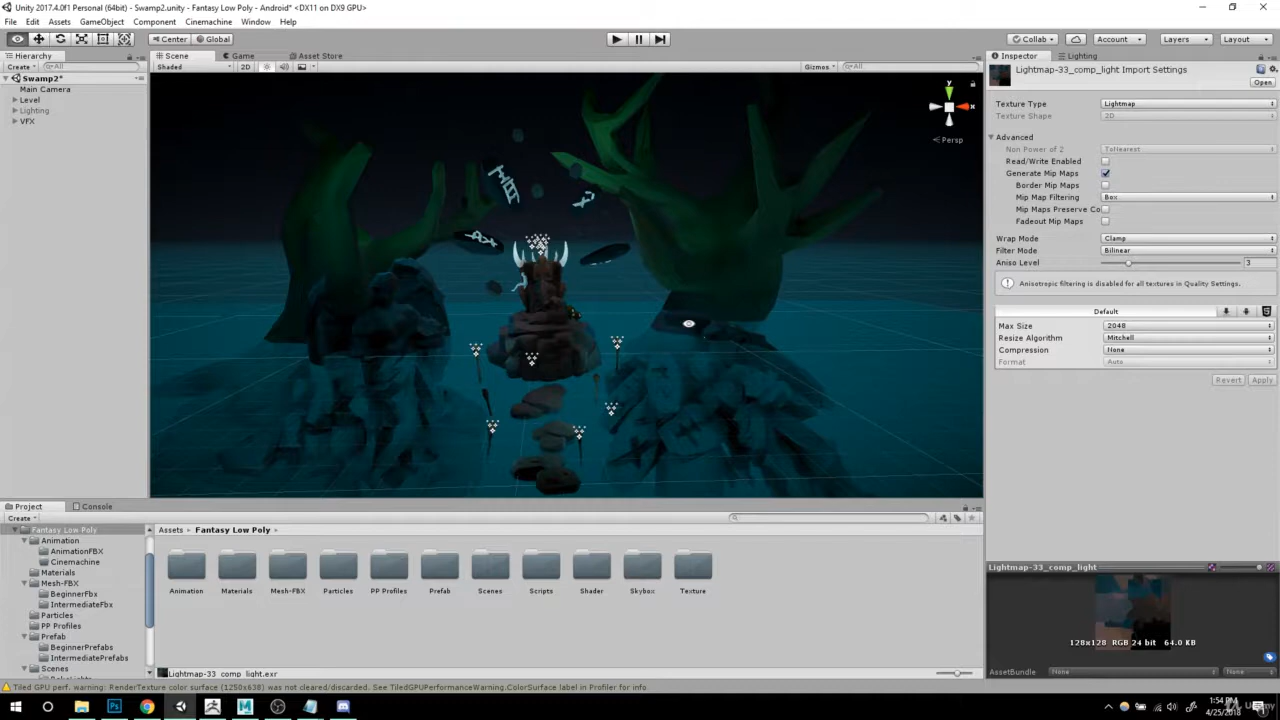 Unity 2017.4.0f1 Personal (64bit) - Swamp2.unity - Fantasy Low Poly - Android* <DX11 on DX9 GPU>
File Edit Assets GameObject Component Cinemachine Window Help
Center Global Collab Account Layers Layout
Hierarchy Scene Game Asset Store Inspector Lighting
Create All Shaded 2D Gizmos All
Lightmap-33_comp_light Import Settings
Open
Swamp2*
Main Camera
Level
Lighting
VFX
y
x
Persp
Texture Type Lightmap
Texture Shape 2D
Advanced
Non Power of 2 ToNearest
Read/Write Enabled
Generate Mip Maps
Border Mip Maps
Mip Map Filtering Box
Mip Maps Preserve Co
Fadeout Mip Maps
Wrap Mode Clamp
Filter Mode Bilinear
Aniso Level 3
Anisotropic filtering is disabled for all textures in Quality Settings.
Default
Max Size 2048
Resize Algorithm Mitchell
Compression None
Format Auto
Revert Apply
Project Console
Create
Fantasy Low Poly
Animation
AnimationFBX
Cinemachine
Materials
Mesh-FBX
BeginnerFbx
IntermediateFbx
Particles
PP Profiles
Prefab
BeginnerPrefabs
IntermediatePrefabs
Scenes
Assets Fantasy Low Poly
Animation Materials Mesh-FBX Particles PP Profiles Prefab Scenes Scripts Shader Skybox Texture
Lightmap-33_comp_light.exr
Lightmap-33_comp_light
128x128 RGB 24 bit 64.0 KB
AssetBundle None None
Tiled GPU perf. warning: RenderTexture color surface (1250x638) was not cleared/discarded. See TiledGPUPerformanceWarning.ColorSurface label in Profiler for info.
1:54 PM
4/25/2018
Udemy